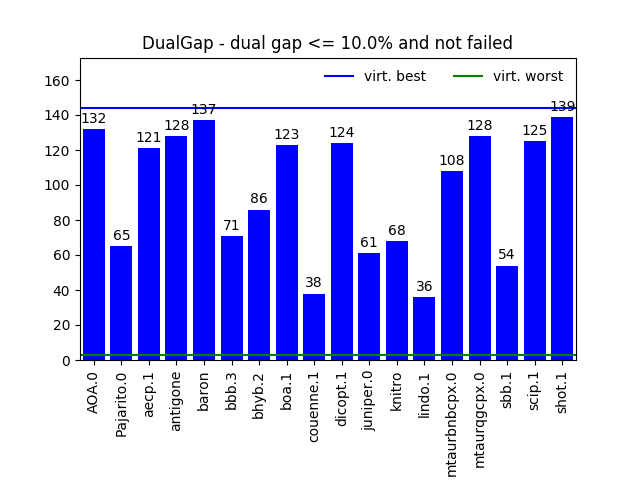 DualGap - dual gap <= 10.0% and not failed
virt. best
virt. worst
160
140
120
100
80
60
40
20
0
132
65
121
128
137
71
86
123
38
124
61
68
36
108
128
54
125
139
AOA.0
Pajarito.0
aecp.1
antigone
baron
bbb.3
bhyb.2
boa.1
couenne.1
dicopt.1
juniper.0
knitro
lindo.1
mtaurbnbcpx.0
mtaurqgcpx.0
sbb.1
scip.1
shot.1